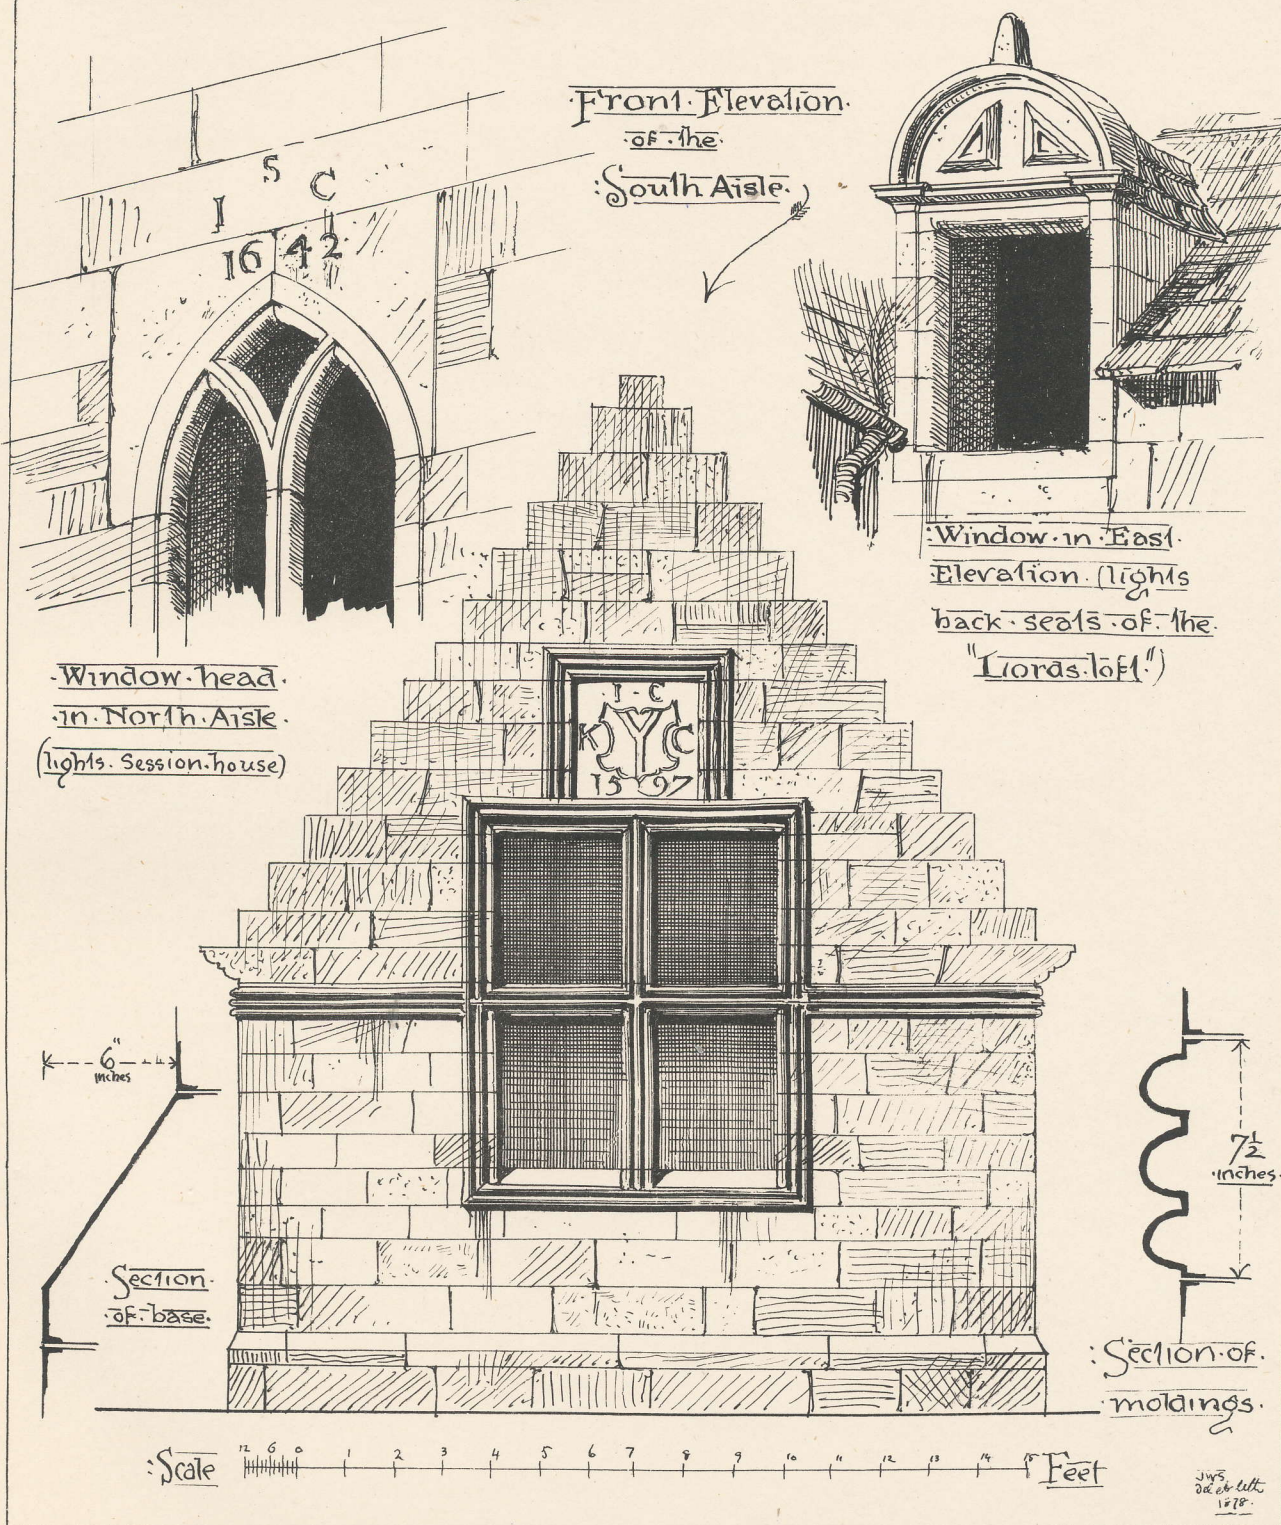 ·Front·Elevation·
·of·the·
:South Aisle·
I S C
1642
:Window·in·East·
Elevation·(lights
back·seats·of·the·
"Lords·loft")
·Window·head·
·in·North·Aisle·
(lights·Session·house)
I-C
K Y C
1597
6"
inches
7½
·inches·
·Section·
·of·base·
:Section·of·
·moldings·
:Scale 12 6 0 1 2 3 4 5 6 7 8 9 10 11 12 13 14 15 Feet
JWS
del et lith
1878·